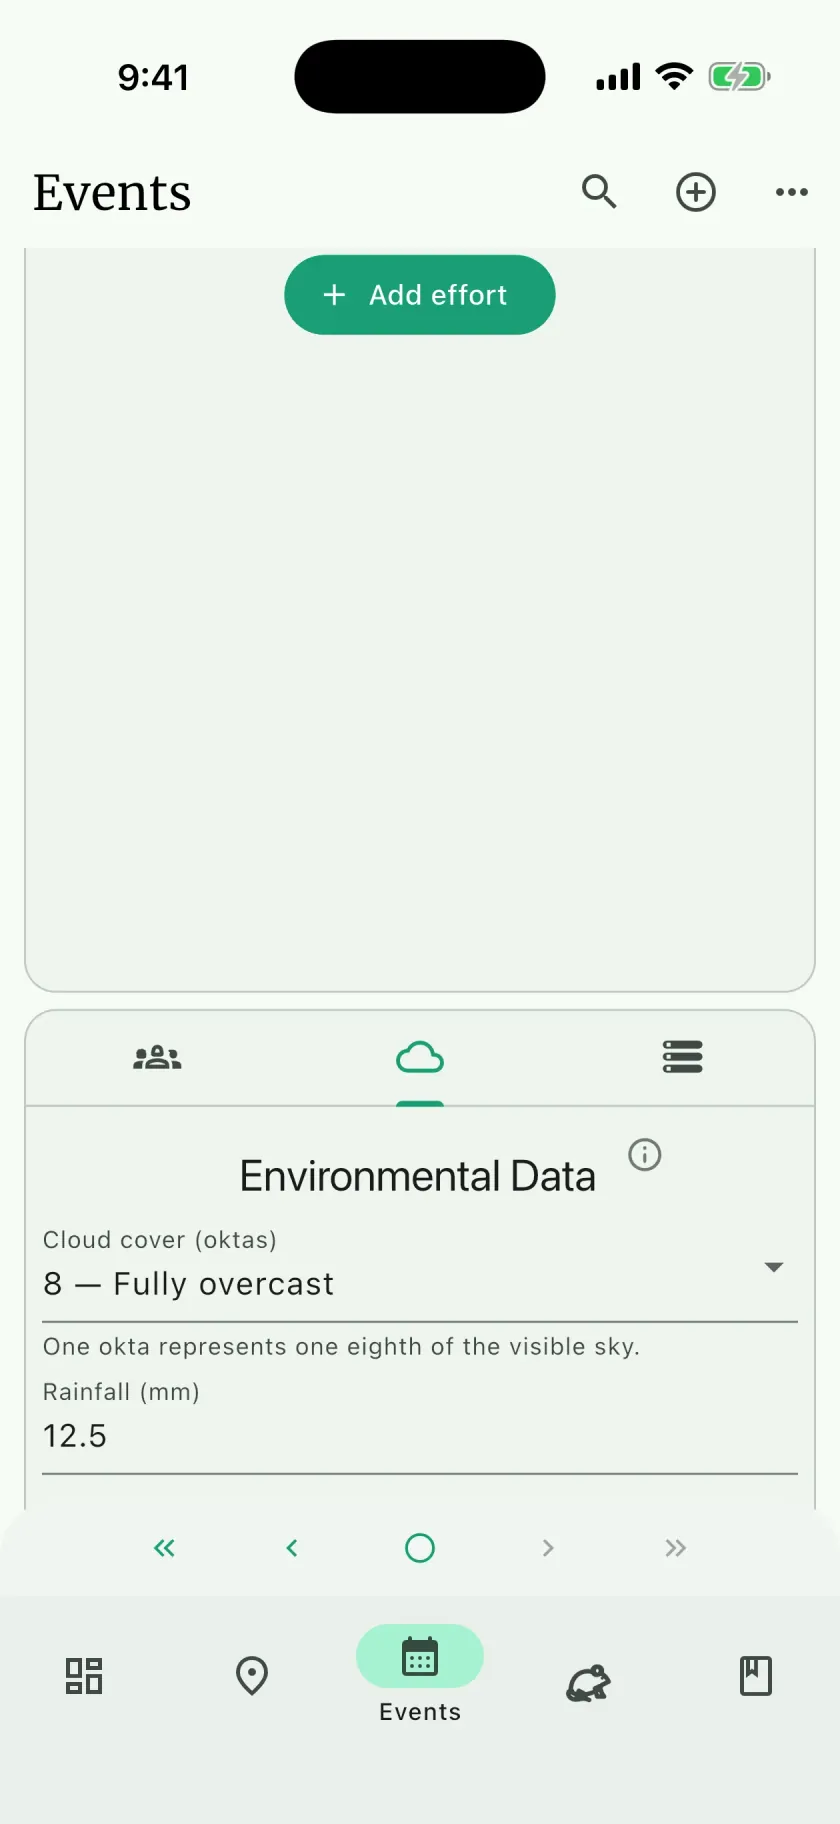 9:41
Events
Add effort
Environmental Data
Cloud cover (oktas)
8 — Fully overcast
One okta represents one eighth of the visible sky.
Rainfall (mm)
12.5
Events